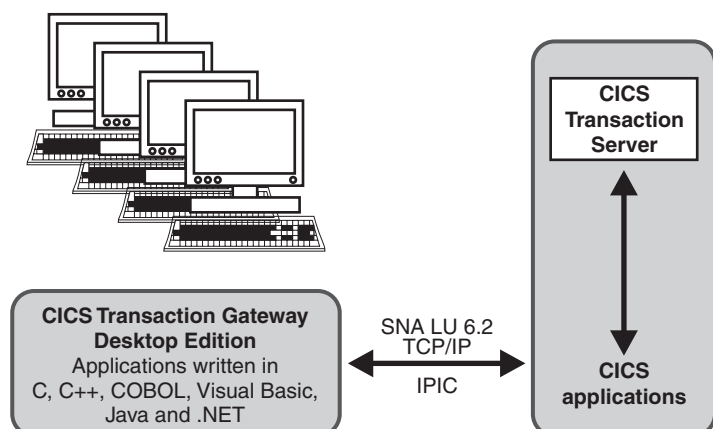 CICS
Transaction
Server
CICS Transaction Gateway
Desktop Edition
Applications written in
C, C++, COBOL, Visual Basic,
Java and .NET
SNA LU 6.2
TCP/IP
IPIC
CICS
applications